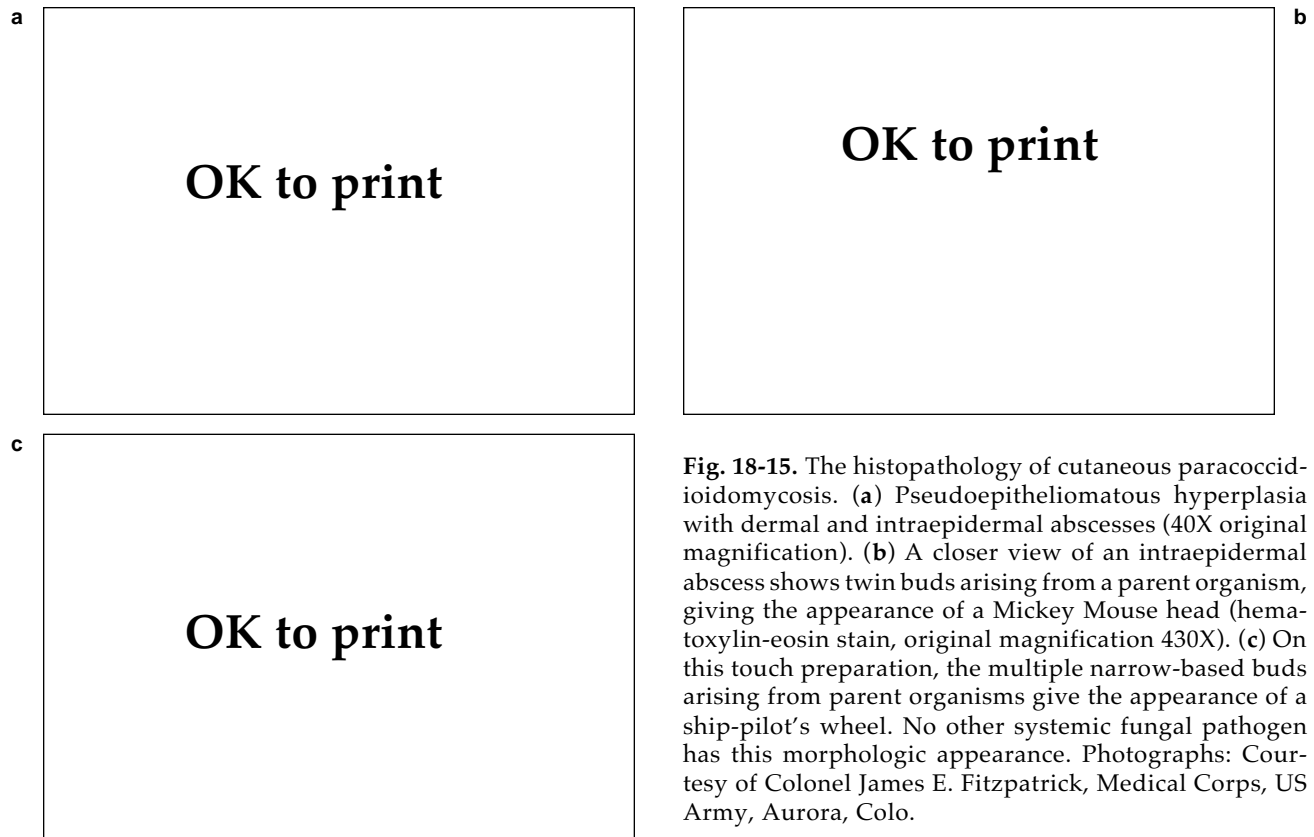 a
OK to print
b
OK to print
c
OK to print
Fig. 18-15. The histopathology of cutaneous paracoccid-
ioidomycosis. (a) Pseudoepitheliomatous hyperplasia
with dermal and intraepidermal abscesses (40X original
magnification). (b) A closer view of an intraepidermal
abscess shows twin buds arising from a parent organism,
giving the appearance of a Mickey Mouse head (hema-
toxylin-eosin stain, original magnification 430X). (c) On
this touch preparation, the multiple narrow-based buds
arising from parent organisms give the appearance of a
ship-pilot's wheel. No other systemic fungal pathogen
has this morphologic appearance. Photographs: Cour-
tesy of Colonel James E. Fitzpatrick, Medical Corps, US
Army, Aurora, Colo.